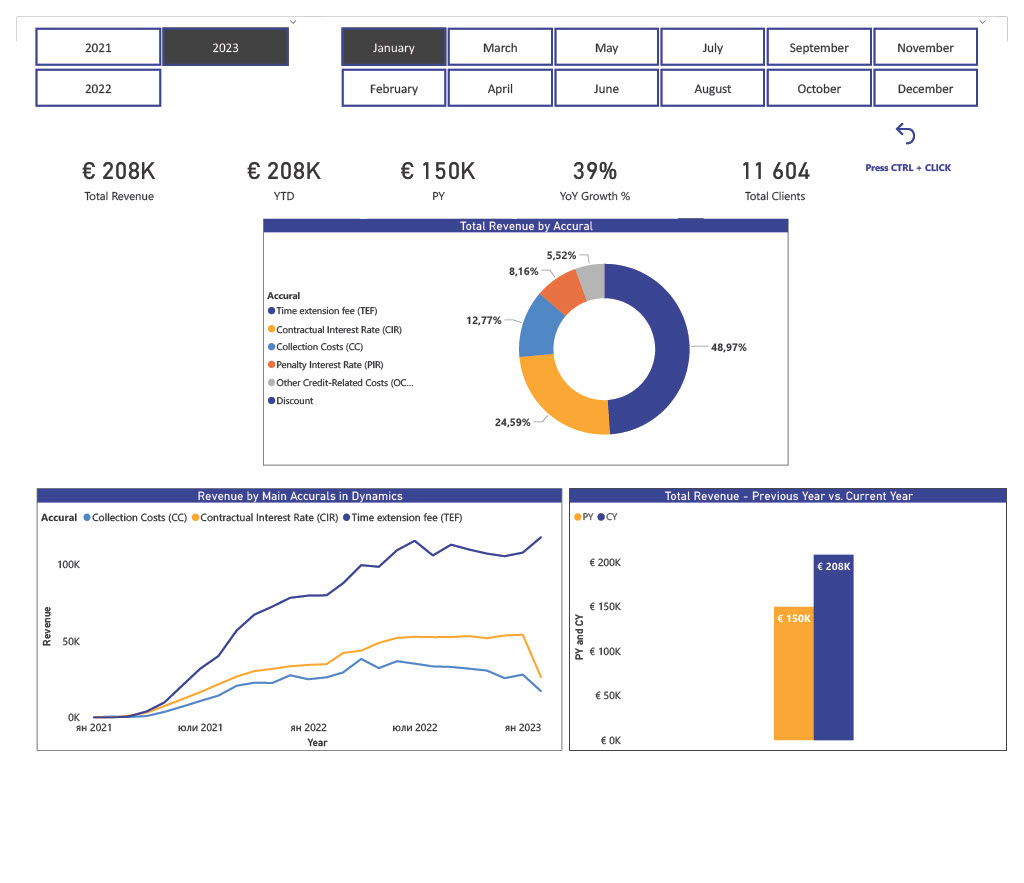 2021
2023
January
March
May
July
September
November
2022
February
April
June
August
October
December
€ 208K
€ 208K
€ 150K
39%
11 604
Press CTRL + CLICK
Total Revenue
YTD
PY
YoY Growth %
Total Clients
Total Revenue by Accural
Accural
Time extension fee (TEF)
Contractual Interest Rate (CIR)
Collection Costs (CC)
Penalty Interest Rate (PIR)
Other Credit-Related Costs (OC...
Discount
5,52%
8,16%
12,77%
48,97%
24,59%
Revenue by Main Accurals in Dynamics
Accural Collection Costs (CC) Contractual Interest Rate (CIR) Time extension fee (TEF)
Revenue
100K
50K
0K
ян 2021
юли 2021
ян 2022
юли 2022
ян 2023
Year
Total Revenue - Previous Year vs. Current Year
PY CY
PY and CY
€ 200K
€ 150K
€ 100K
€ 50K
€ 0K
€ 150K
€ 208K